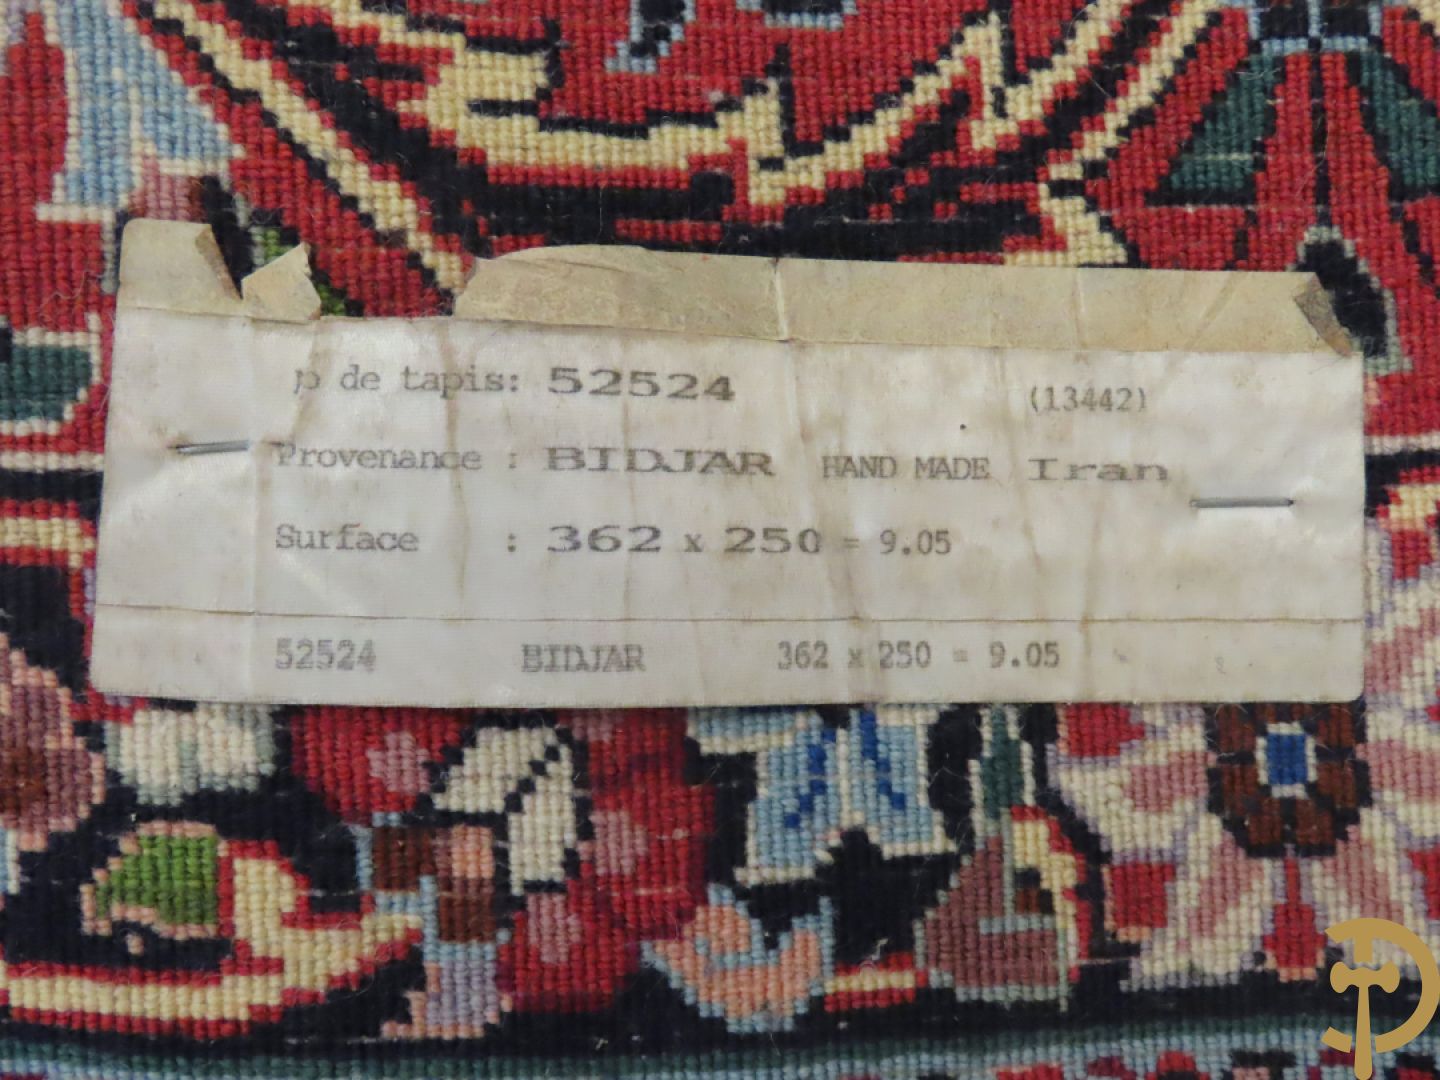 de tapis: 52524 (13442)
Provenance : BIDJAR HAND MADE Iran
Surface : 362 x 250 = 9.05
52524 BIDJAR 362 x 250 = 9.05